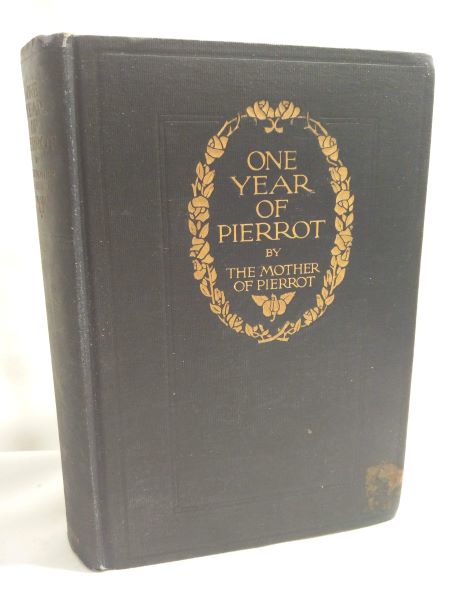 ONE
YEAR
OF
PIERROT
BY
THE MOTHER
OF PIERROT